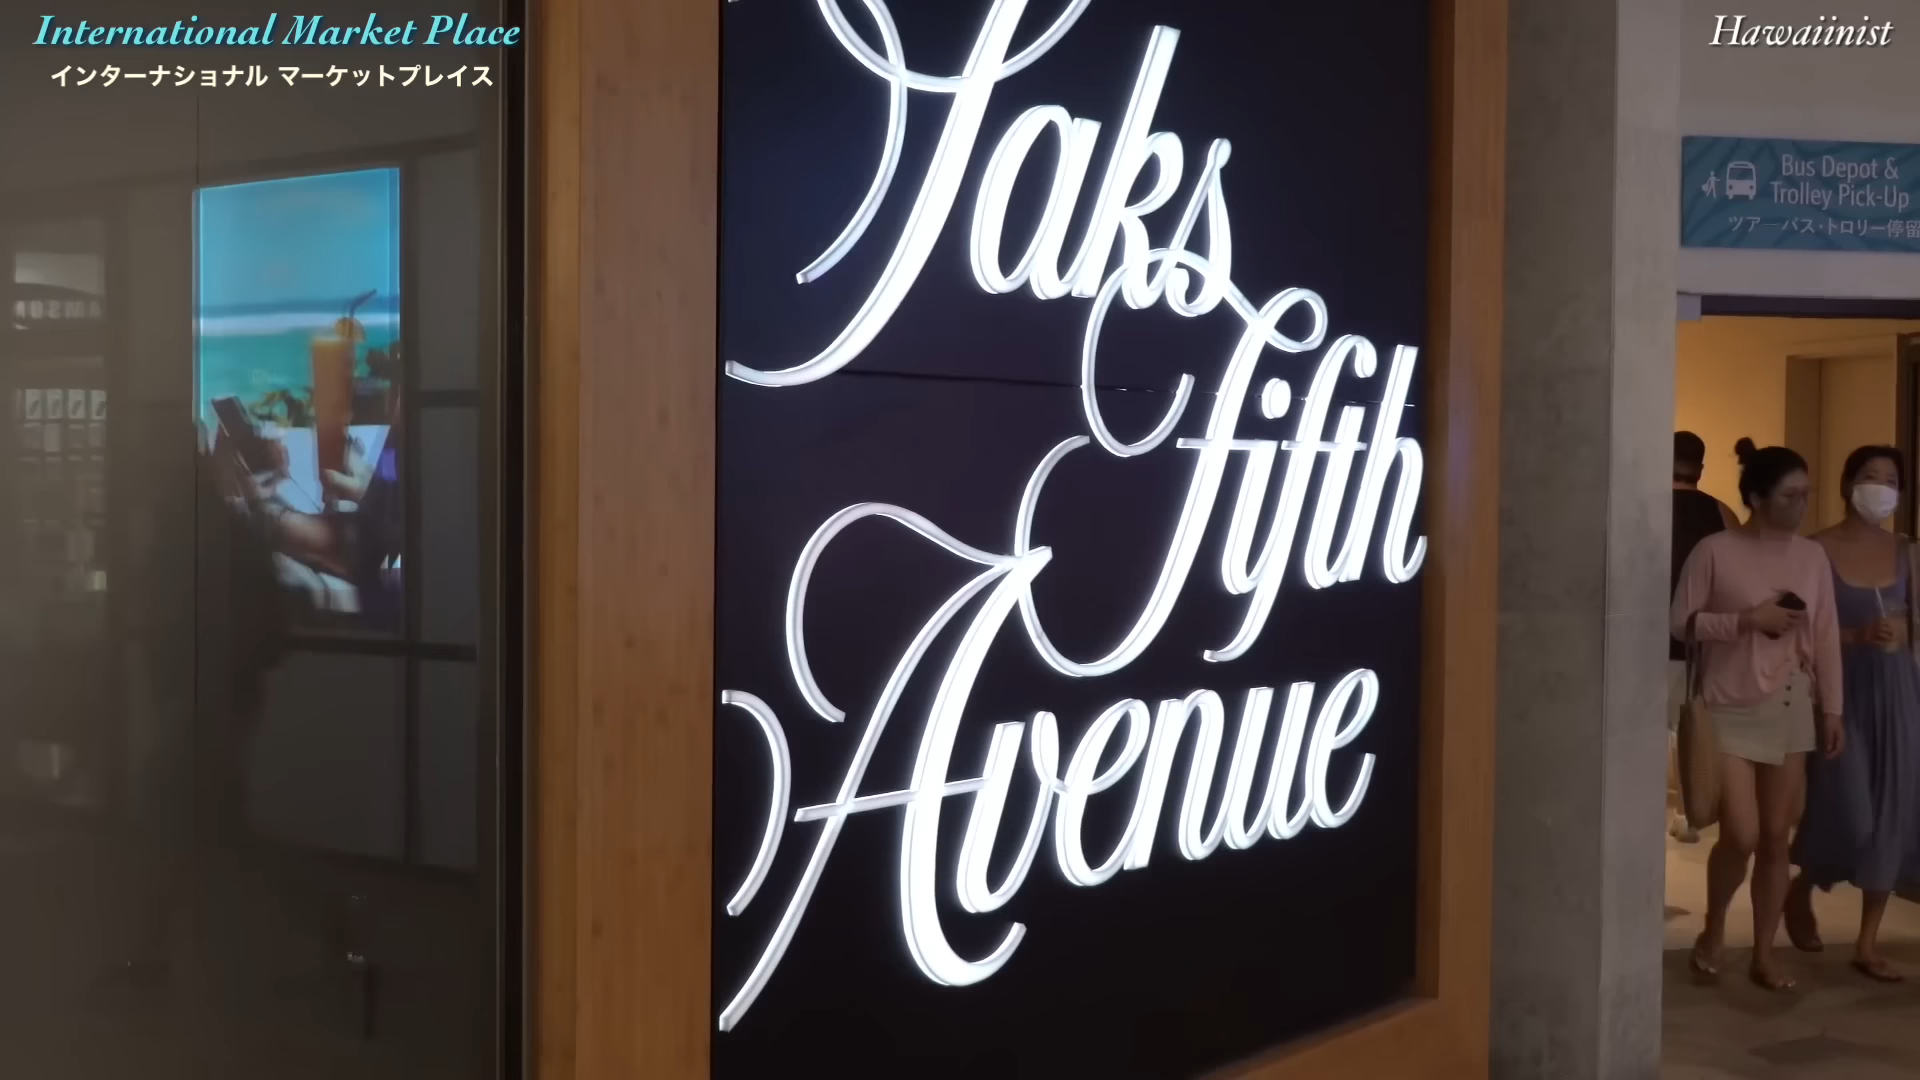 International Market Place
インターナショナル マーケットプレイス
Hawaiinist
Saks
Fifth
Avenue
Bus Depot &
Trolley Pick-Up
ツアーバス・トロリー停留